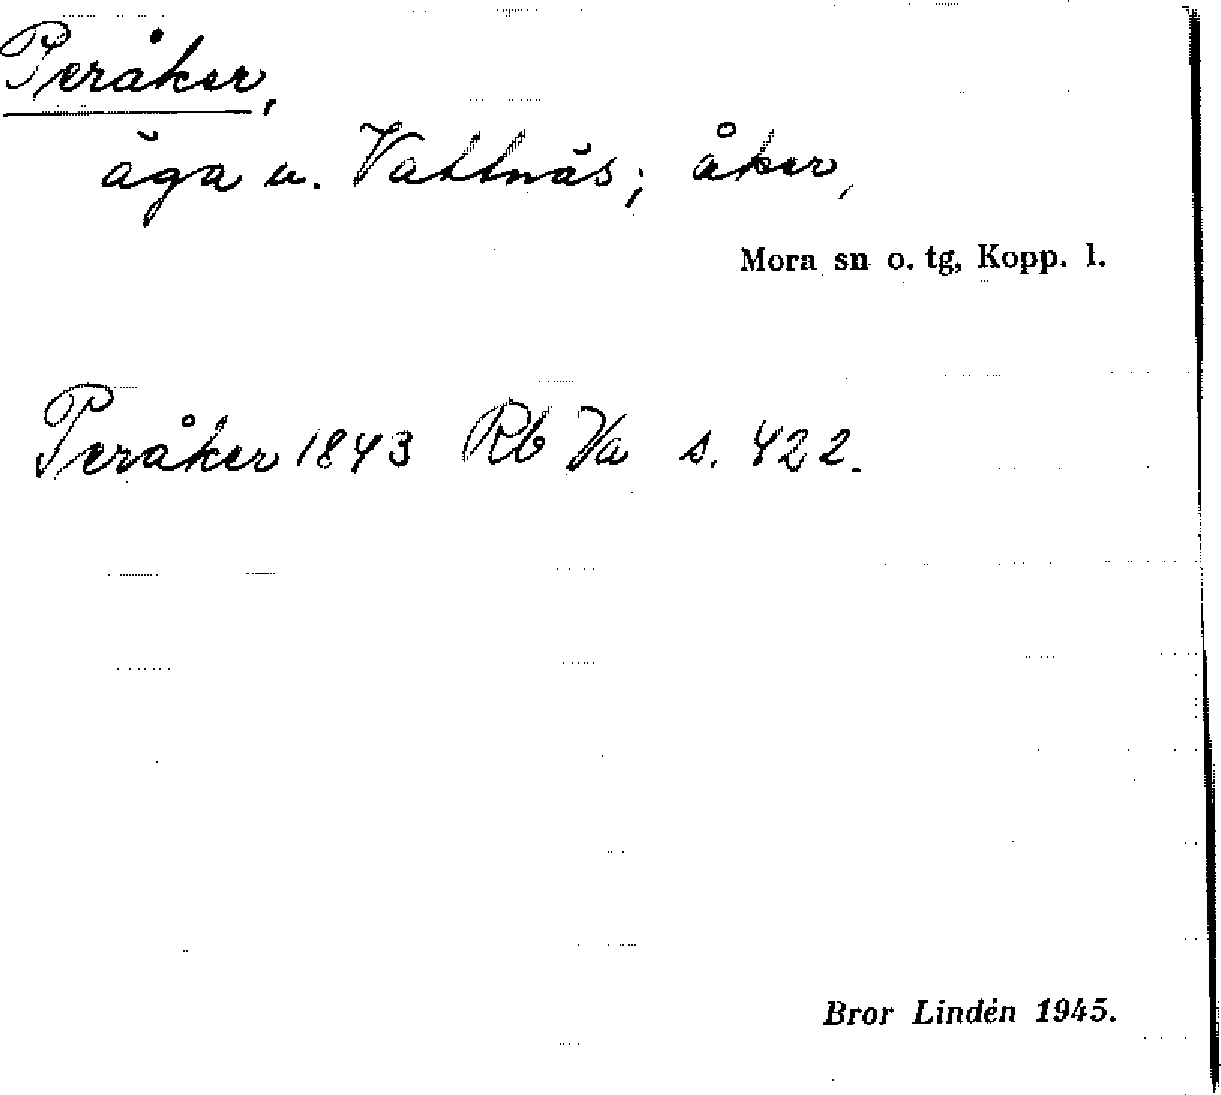 Peråker,
äga u. Vattnäs; åker,
Mora sn o. tg, Kopp. l.
Peråker 1843 Rb Va s. 422.
Bror Lindén 1945.